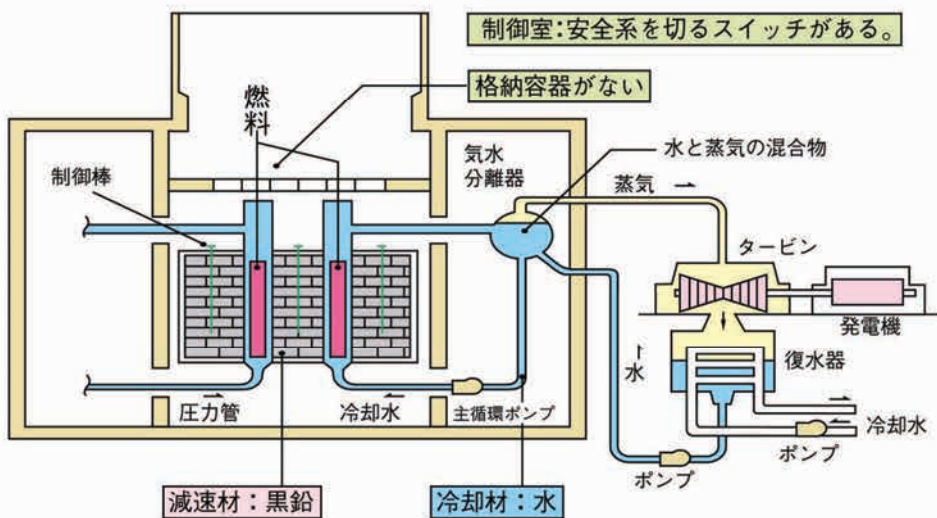 制御室:安全系を切るスイッチがある。
格納容器がない
燃料
気水
分離器
水と蒸気の混合物
制御棒
蒸気
タービン
発電機
復水器
水
圧力管
冷却水
主循環ポンプ
冷却水
ポンプ
ポンプ
減速材:黒鉛
冷却材:水